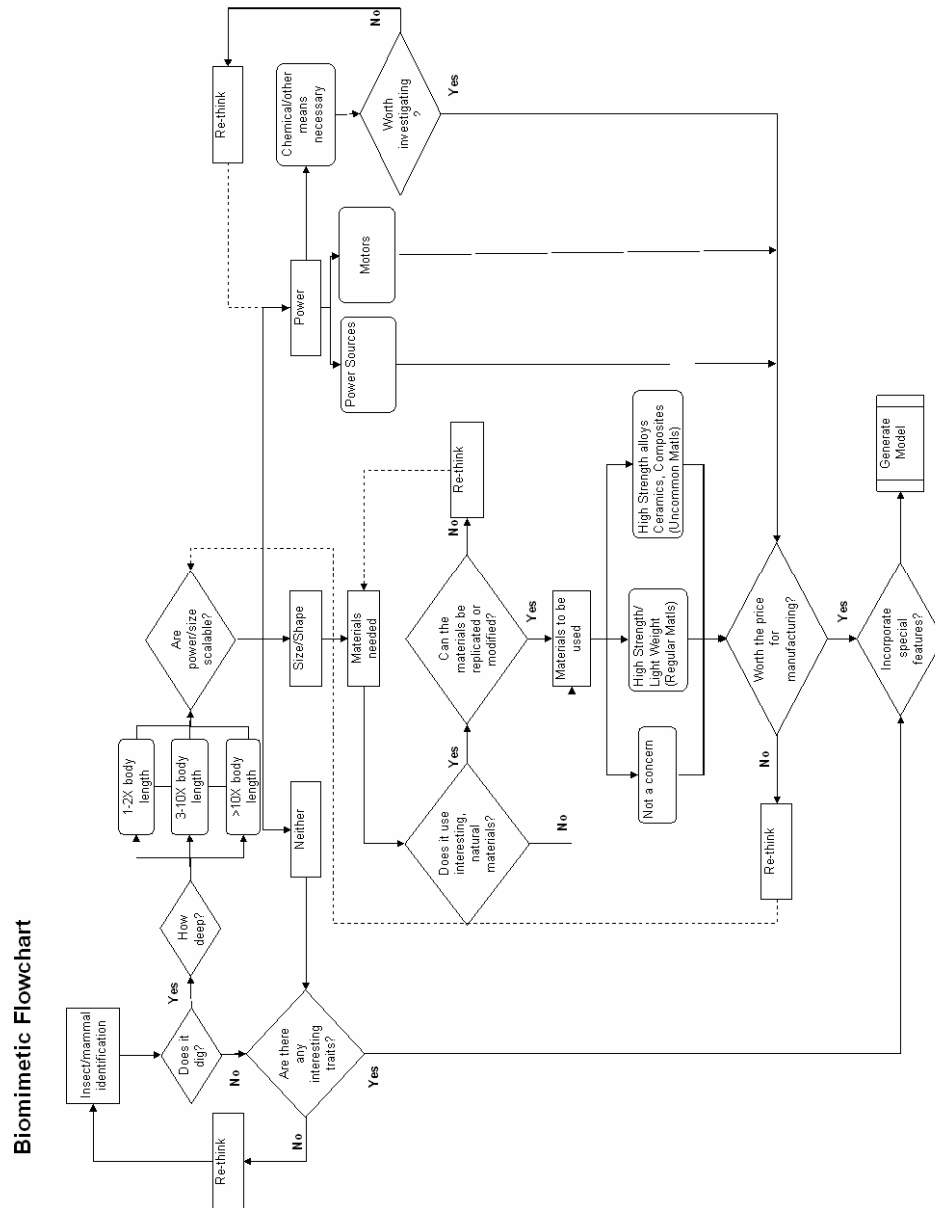 Biomimetic Flowchart
Insect/mammal
identification
Does it
dig?
Yes
No
How
deep?
1-2X body
length
3-10X body
length
>10X body
length
Are
power/size
scalable?
Re-think
No
Are there
any
interesting
traits?
Yes
Neither
Size/Shape
Power
Re-think
No
Chemical/other
means
necessary
Worth
investigating
?
Yes
Power Sources
Motors
Materials
needed
Does it use
interesting,
natural
materials?
Yes
No
Can the
materials be
replicated or
modified?
No
Re-think
Yes
Materials to be
used
Not a concern
High Strength/
Light Weight
(Regular Matls)
High Strength alloys
Ceramics, Composites
(Uncommon Matls)
Re-think
No
Worth the price
for
manufacturing?
Yes
Incorporate
special
features?
Generate
Model